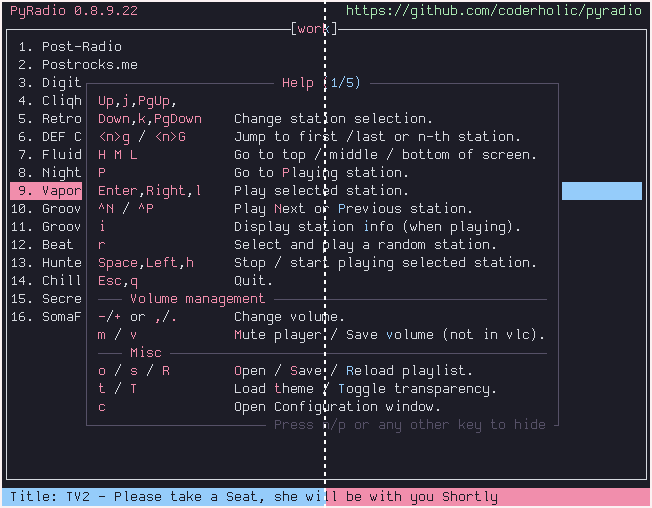 PyRadio 0.8.9.22 https://github.com/coderholic/pyradio
[work]
1. Post-Radio
2. Postrocks.me
3. Digit
4. Cliqh
5. Retro
6. DEF C
7. Fluid
8. Night
9. Vapor
10. Groov
11. Groov
12. Beat
13. Hunte
14. Chill
15. Secre
16. SomaF
Help (1/5)
Up,j,PgUp,
Down,k,PgDown Change station selection.
<n>g / <n>G Jump to first /last or n-th station.
H M L Go to top / middle / bottom of screen.
P Go to Playing station.
Enter,Right,l Play selected station.
^N / ^P Play Next or Previous station.
i Display station info (when playing).
r Select and play a random station.
Space,Left,h Stop / start playing selected station.
Esc,q Quit.
Volume management
-/+ or ,/. Change volume.
m / v Mute player / Save volume (not in vlc).
Misc
o / s / R Open / Save / Reload playlist.
t / T Load theme / Toggle transparency.
c Open Configuration window.
Press n/p or any other key to hide
Title: TV2 - Please take a Seat, she will be with you Shortly